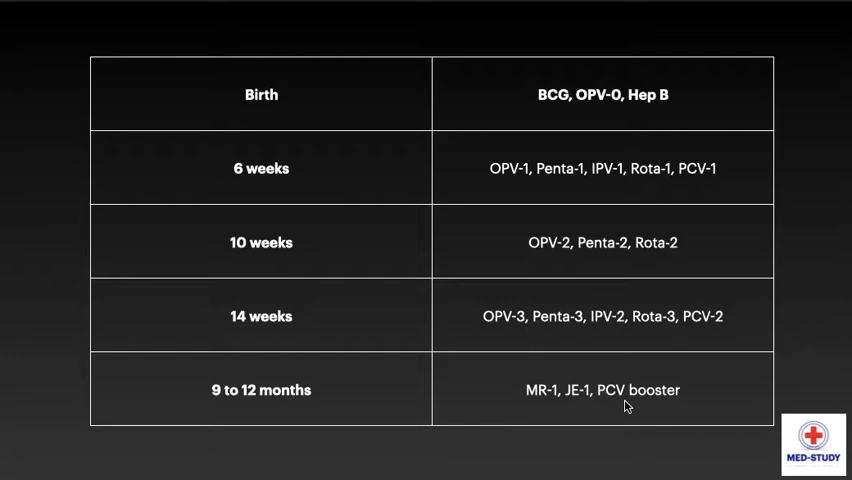 Birth
BCG, OPV-0, Hep B
6 weeks
OPV-1, Penta-1, IPV-1, Rota-1, PCV-1
10 weeks
OPV-2, Penta-2, Rota-2
14 weeks
OPV-3, Penta-3, IPV-2, Rota-3, PCV-2
9 to 12 months
MR-1, JE-1, PCV booster
MED-STUDY